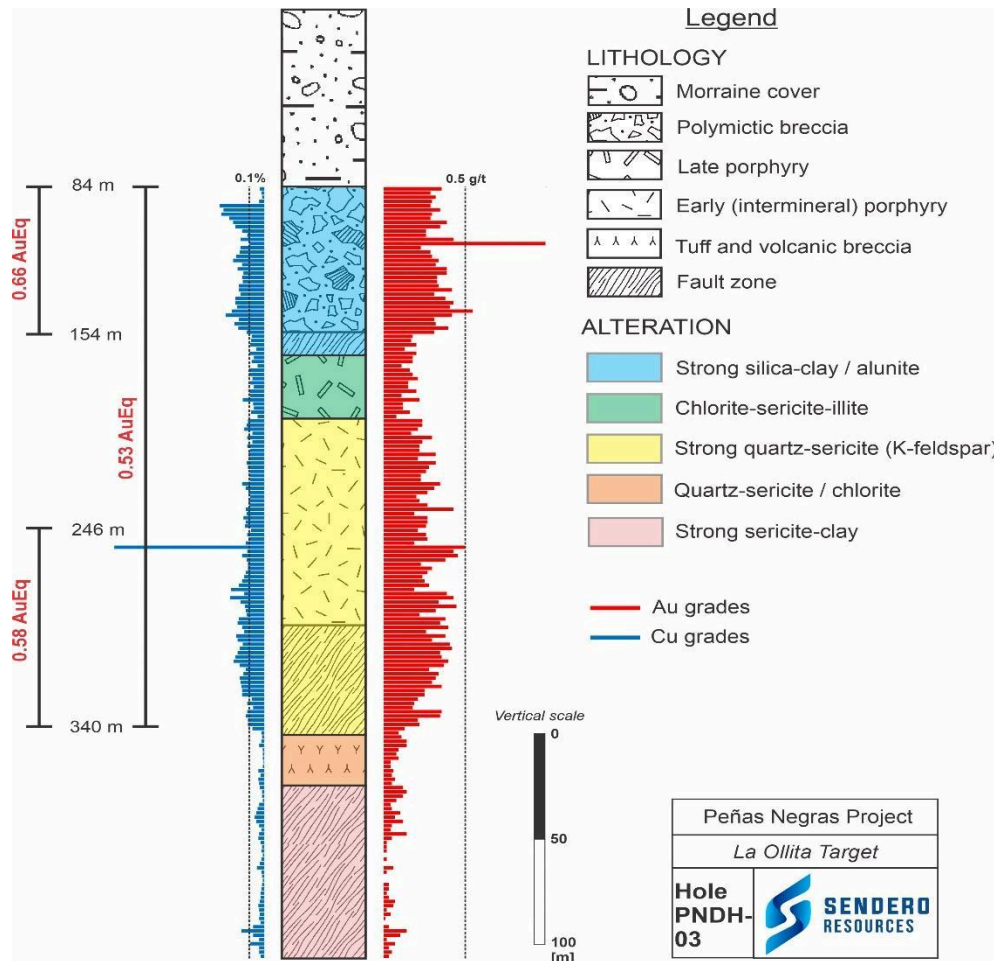 Legend
LITHOLOGY
Morraine cover
Polymictic breccia
Late porphyry
Early (intermineral) porphyry
Tuff and volcanic breccia
Fault zone
ALTERATION
Strong silica-clay / alunite
Chlorite-sericite-illite
Strong quartz-sericite (K-feldspar)
Quartz-sericite / chlorite
Strong sericite-clay
Au grades
Cu grades
0.1%
0.5 g/t
84 m
0.66 AuEq
154 m
0.53 AuEq
246 m
0.58 AuEq
340 m
Vertical scale
0
50
100
[m]
Peñas Negras Project
La Ollita Target
Hole
PNDH-
03
SENDERO
RESOURCES